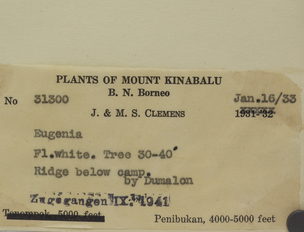 PLANTS OF MOUNT KINABALU
B. N. Borneo
No 31300 Jan.16/33
J. & M. S. CLEMENS 1931-32
Eugenia
Fl.white. Tree 30-40'
Ridge below camp.
by Dumalon
Zugegangen IX. 1941
Tenompok, 5000 feet Penibukan, 4000-5000 feet